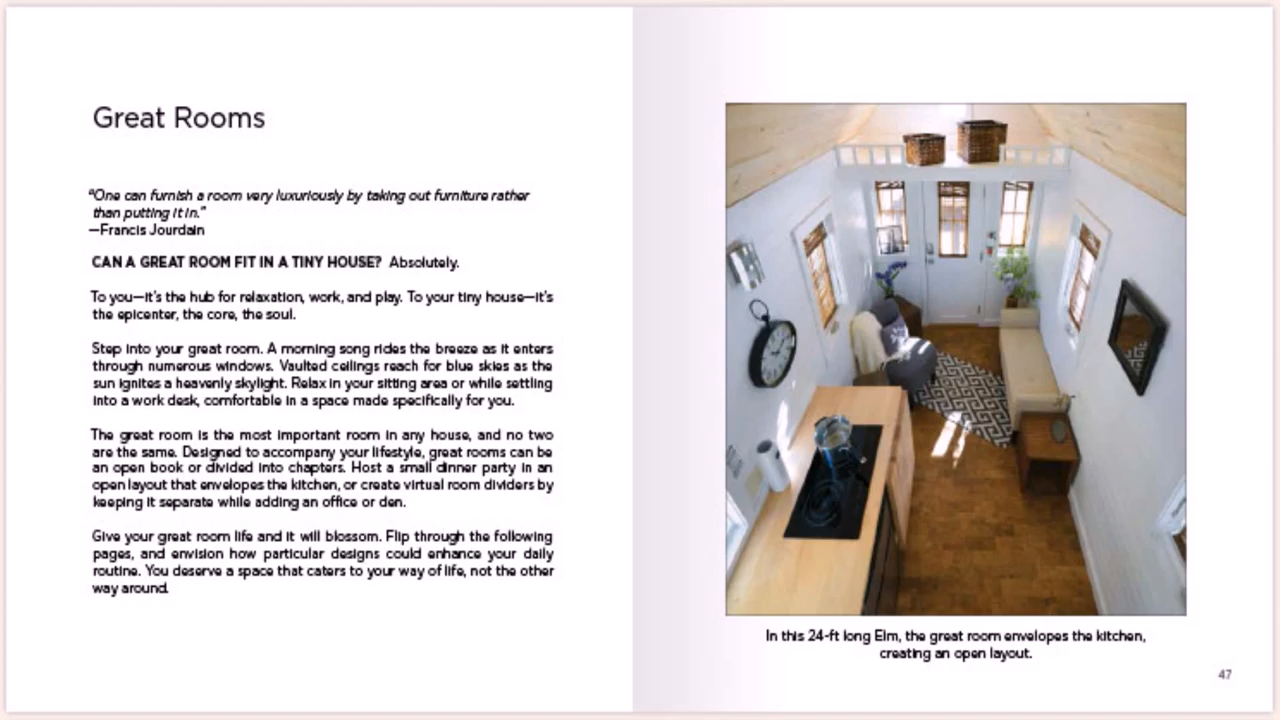 Great Rooms
“One can furnish a room very luxuriously by taking out furniture rather
than putting it in.”
—Francis Jourdain
CAN A GREAT ROOM FIT IN A TINY HOUSE? Absolutely.
To you—it’s the hub for relaxation, work, and play. To your tiny house—it’s
the epicenter, the core, the soul.
Step into your great room. A morning song rides the breeze as it enters
through numerous windows. Vaulted ceilings reach for blue skies as the
sun ignites a heavenly skylight. Relax in your sitting area or while settling
into a work desk, comfortable in a space made specifically for you.
The great room is the most important room in any house, and no two
are the same. Designed to accompany your lifestyle, great rooms can be
an open book or divided into chapters. Host a small dinner party in an
open layout that envelopes the kitchen, or create virtual room dividers by
keeping it separate while adding an office or den.
Give your great room life and it will blossom. Flip through the following
pages, and envision how particular designs could enhance your daily
routine. You deserve a space that caters to your way of life, not the other
way around.
In this 24-ft long Elm, the great room envelopes the kitchen,
creating an open layout.
47